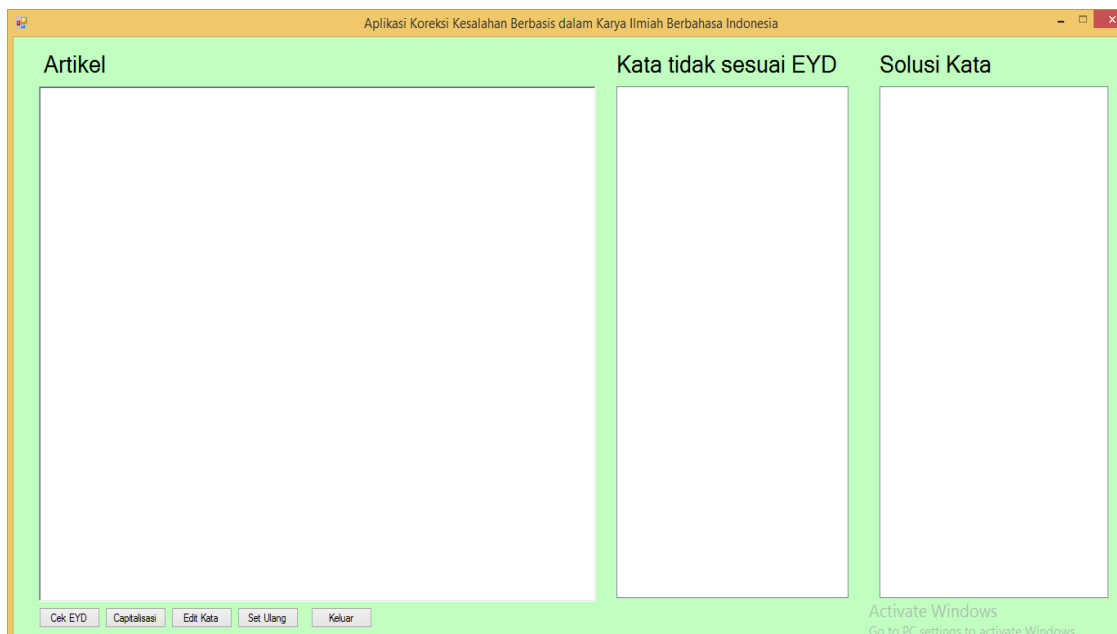 Aplikasi Koreksi Kesalahan Berbasis dalam Karya Ilmiah Berbahasa Indonesia
Artikel
Kata tidak sesuai EYD
Solusi Kata
Cek EYD
Capitalisasi
Edit Kata
Set Ulang
Keluar
Activate Windows
Go to PC settings to activate Windows.